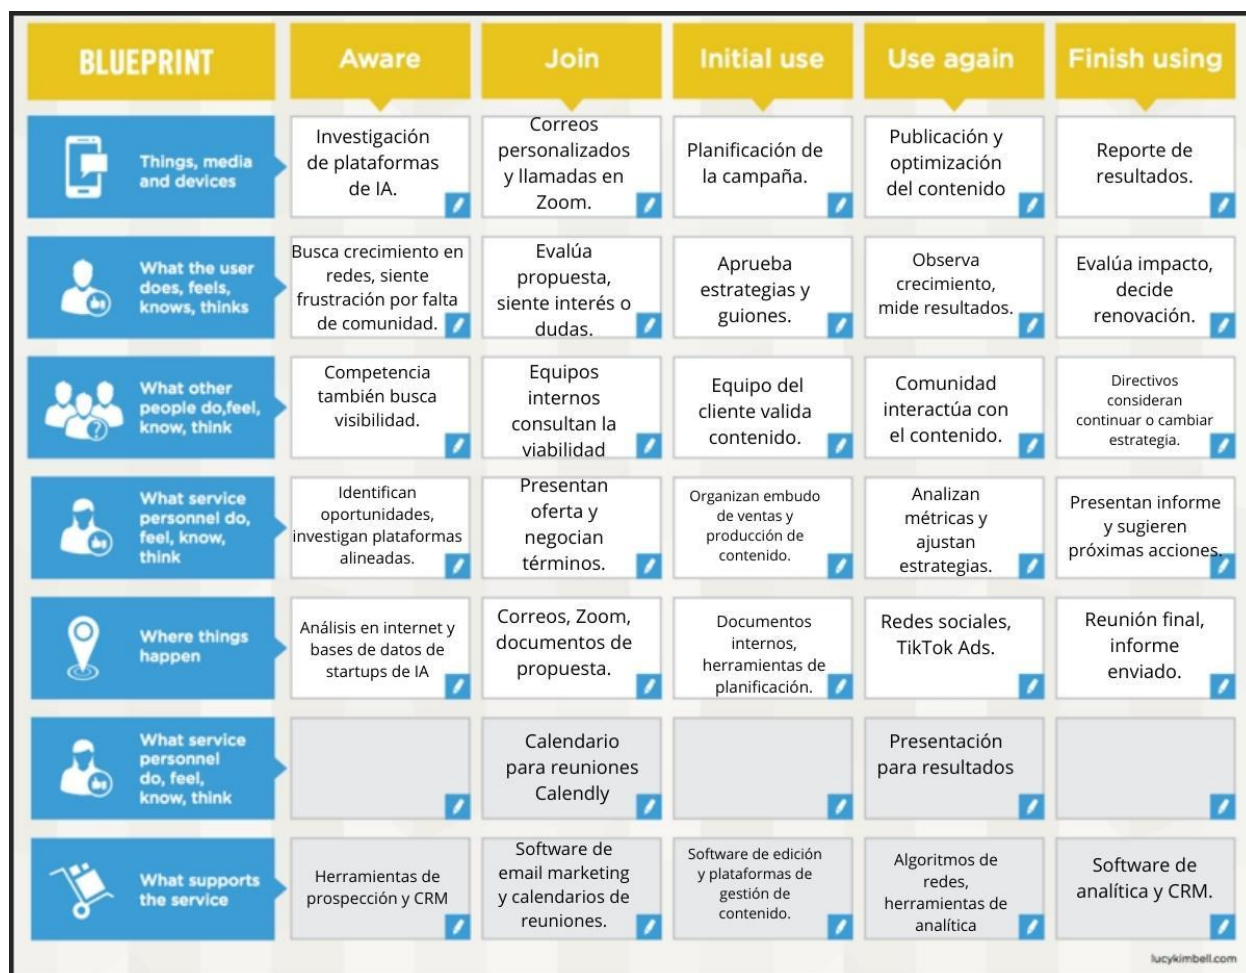 BLUEPRINT
Aware
Join
Initial use
Use again
Finish using
Things, media
and devices
Investigación
de plataformas
de IA.
Correos
personalizados
y llamadas en
Zoom.
Planificación de
la campaña.
Publicación y
optimización
del contenido
Reporte de
resultados.
What the user
does, feels,
knows, thinks
Busca crecimiento en
redes, siente
frustración por falta
de comunidad.
Evalúa
propuesta,
siente interés o
dudas.
Aprueba
estrategias y
guiones.
Observa
crecimiento,
mide resultados.
Evalúa impacto,
decide
renovación.
What other
people do,feel,
know, think
Competencia
también busca
visibilidad.
Equipos
internos
consultan la
viabilidad
Equipo del
cliente valida
contenido.
Comunidad
interactúa con
el contenido.
Directivos
consideran
continuar o cambiar
estrategia.
What service
personnel do,
feel, know,
think
Identifican
oportunidades,
investigan plataformas
alineadas.
Presentan
oferta y
negocian
términos.
Organizan embudo
de ventas y
producción de
contenido.
Analizan
métricas y
ajustan
estrategias.
Presentan informe
y sugieren
próximas acciones.
Where things
happen
Análisis en internet y
bases de datos de
startups de IA
Correos, Zoom,
documentos de
propuesta.
Documentos
internos,
herramientas de
planificación.
Redes sociales,
TikTok Ads.
Reunión final,
informe
enviado.
What service
personnel
do, feel,
know, think
Calendario
para reuniones
Calendly
Presentación
para resultados
What supports
the service
Herramientas de
prospección y CRM
Software de
email marketing
y calendarios de
reuniones.
Software de edición
y plataformas de
gestión de
contenido.
Algoritmos de
redes,
herramientas de
analítica
Software de
analítica y CRM.
lucykimbell.com